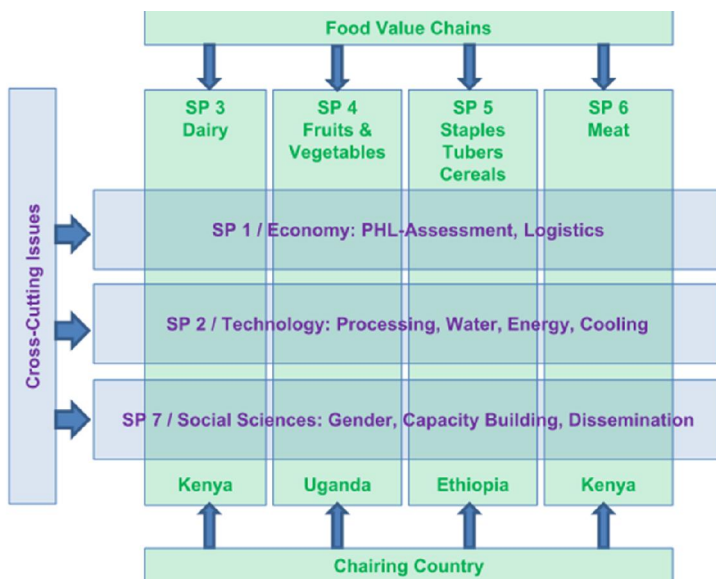 Food Value Chains
SP 3
Dairy
SP 4
Fruits &
Vegetables
SP 5
Staples
Tubers
Cereals
SP 6
Meat
Cross-Cutting Issues
SP 1 / Economy: PHL-Assessment, Logistics
SP 2 / Technology: Processing, Water, Energy, Cooling
SP 7 / Social Sciences: Gender, Capacity Building, Dissemination
Kenya
Uganda
Ethiopia
Kenya
Chairing Country